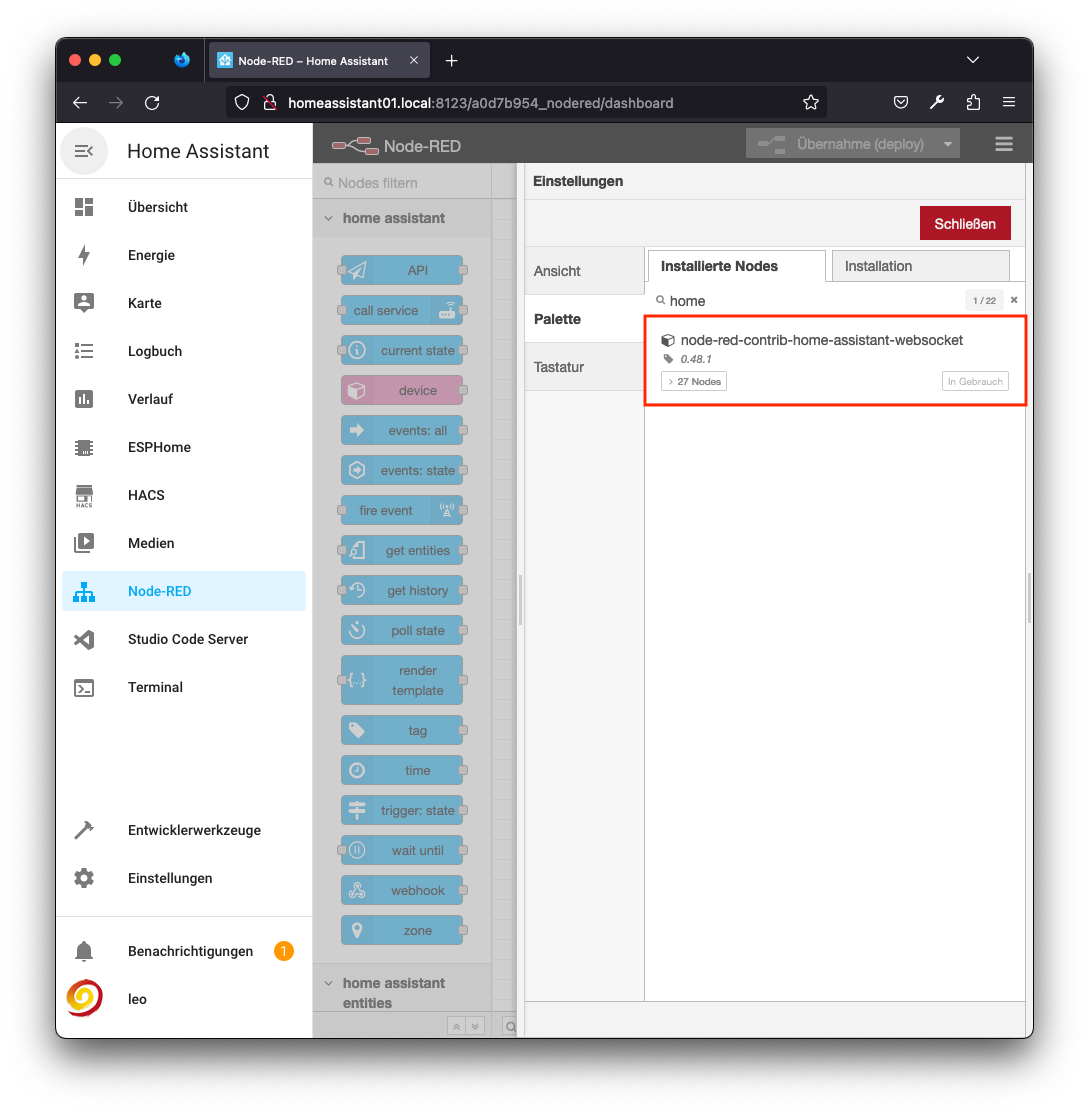 Node-RED – Home Assistant
homeassistant01.local:8123/a0d7b954_nodered/dashboard
Home Assistant
Übersicht
Energie
Karte
Logbuch
Verlauf
ESPHome
HACS
HACS
Medien
Node-RED
Studio Code Server
Terminal
Entwicklerwerkzeuge
Einstellungen
Benachrichtigungen 1
leo
Node-RED
Übernahme (deploy)
Nodes filtern
home assistant
API
call service
current state
device
events: all
events: state
fire event
get entities
get history
poll state
render
template
tag
time
trigger: state
wait until
webhook
zone
home assistant
entities
Einstellungen
Schließen
Ansicht
Palette
Tastatur
Installierte Nodes
Installation
home
1 / 22
node-red-contrib-home-assistant-websocket
0.48.1
27 Nodes
In Gebrauch